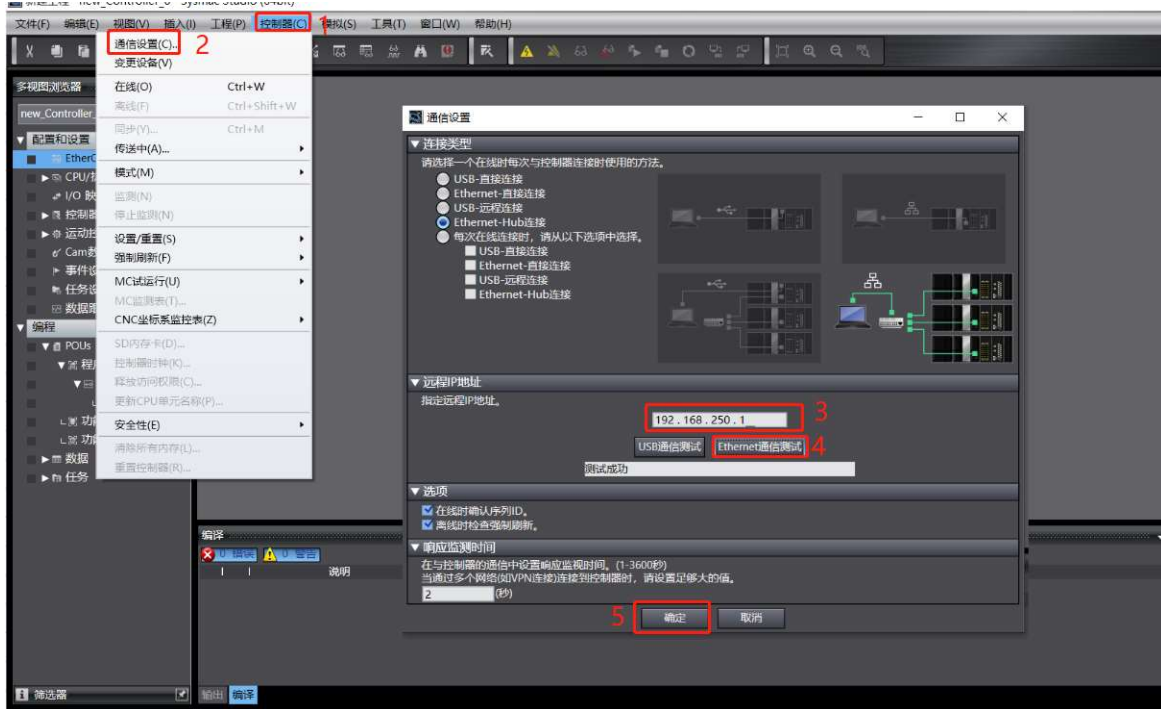 文件(F) 编辑(E) 视图(V) 插入(I) 工程(P) 控制器(C) 模拟(S) 工具(T) 窗口(W) 帮助(H)
1
通信设置(C)...
2
变更设备(V)
在线(O) Ctrl+W
离线(F) Ctrl+Shift+W
同步(Y)... Ctrl+M
传送中(A)...
模式(M)
监测(N)
停止监测(N)
设置/重置(S)
强制刷新(F)
MC试运行(U)
MC监测表(T)...
CNC坐标系监控表(Z)
SD内存卡(D)...
控制器时钟(K)...
释放访问权限(C)...
更新CPU单元名称(P)...
安全性(E)
清除所有内存(L)...
重置控制器(R)...
多视图浏览器
new_Controller_
配置和设置
EtherC
CPU/
I/O 映
控制器
运动控
Cam数
事件设
任务设
数据跟
编程
POUs
程序
功能
功能
数据
任务
筛选器
通信设置
连接类型
请选择一个在线时每次与控制器连接时使用的方法。
USB-直接连接
Ethernet-直接连接
USB-远程连接
Ethernet-Hub连接
每次在线连接时，请从以下选项中选择。
USB-直接连接
Ethernet-直接连接
USB-远程连接
Ethernet-Hub连接
远程IP地址
指定远程IP地址。
192 . 168 . 250 . 1
3
USB通信测试 Ethernet通信测试
4
测试成功
选项
在线时确认序列ID。
离线时检查强制刷新。
响应监测时间
在与控制器的通信中设置响应监视时间。(1-3600秒)
当通过多个网络(如VPN连接)连接到控制器时，请设置足够大的值。
2 (秒)
5
确定 取消
编译
0 错误 0 警告
说明
输出 编译